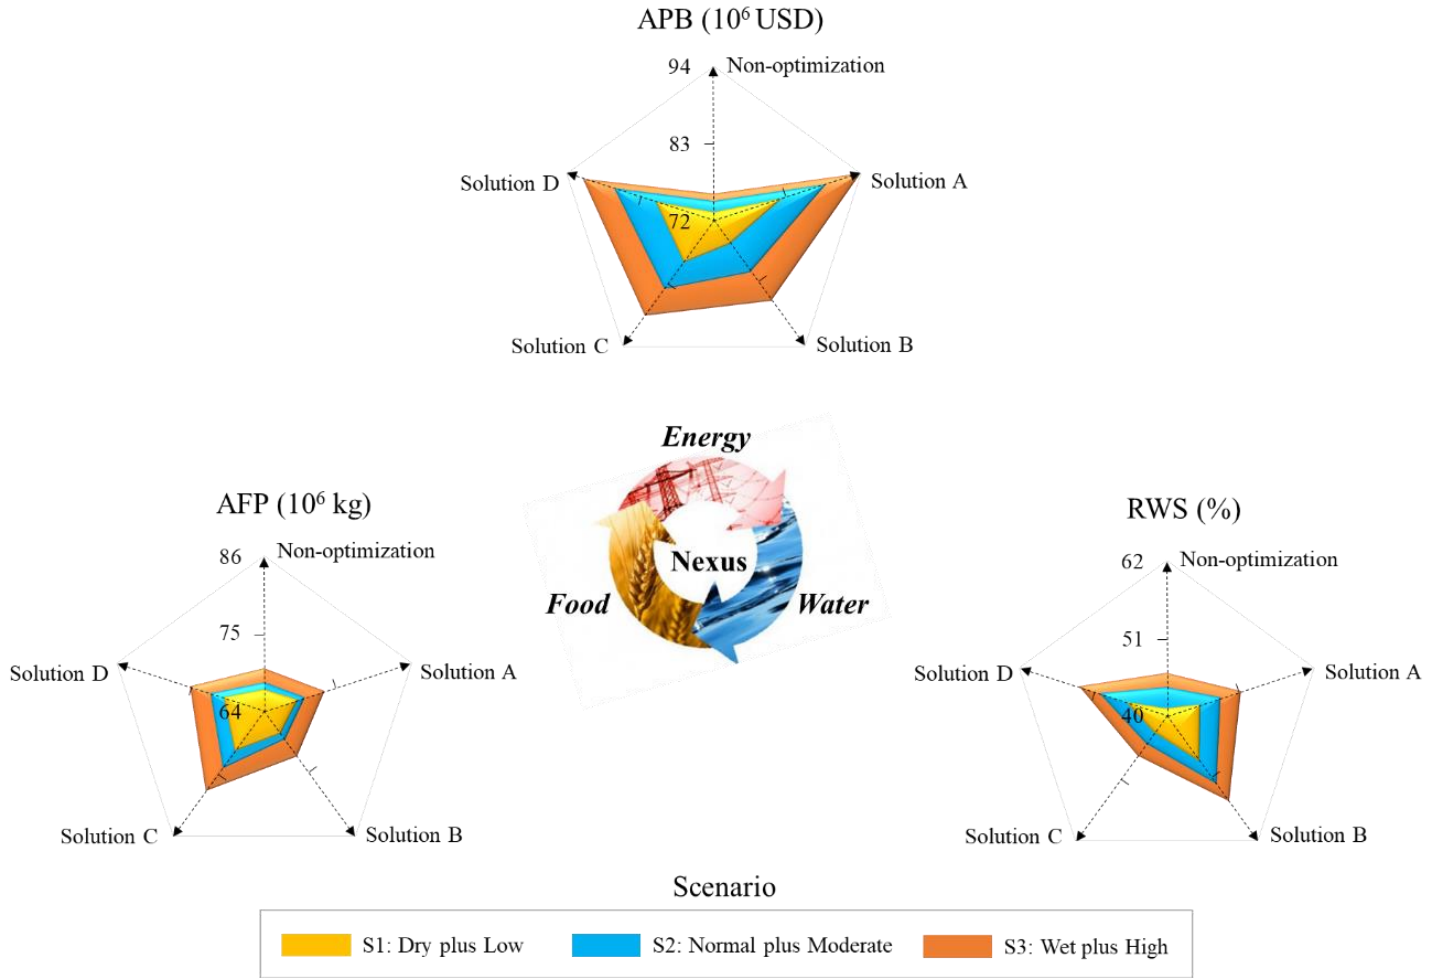 APB (10⁶ USD)
94
Non-optimization
83
Solution D
Solution A
72
Solution C
Solution B
Energy
Nexus
Food
Water
AFP (10⁶ kg)
86
Non-optimization
75
Solution D
Solution A
64
Solution C
Solution B
RWS (%)
62
Non-optimization
51
Solution D
Solution A
40
Solution C
Solution B
Scenario
S1: Dry plus Low
S2: Normal plus Moderate
S3: Wet plus High